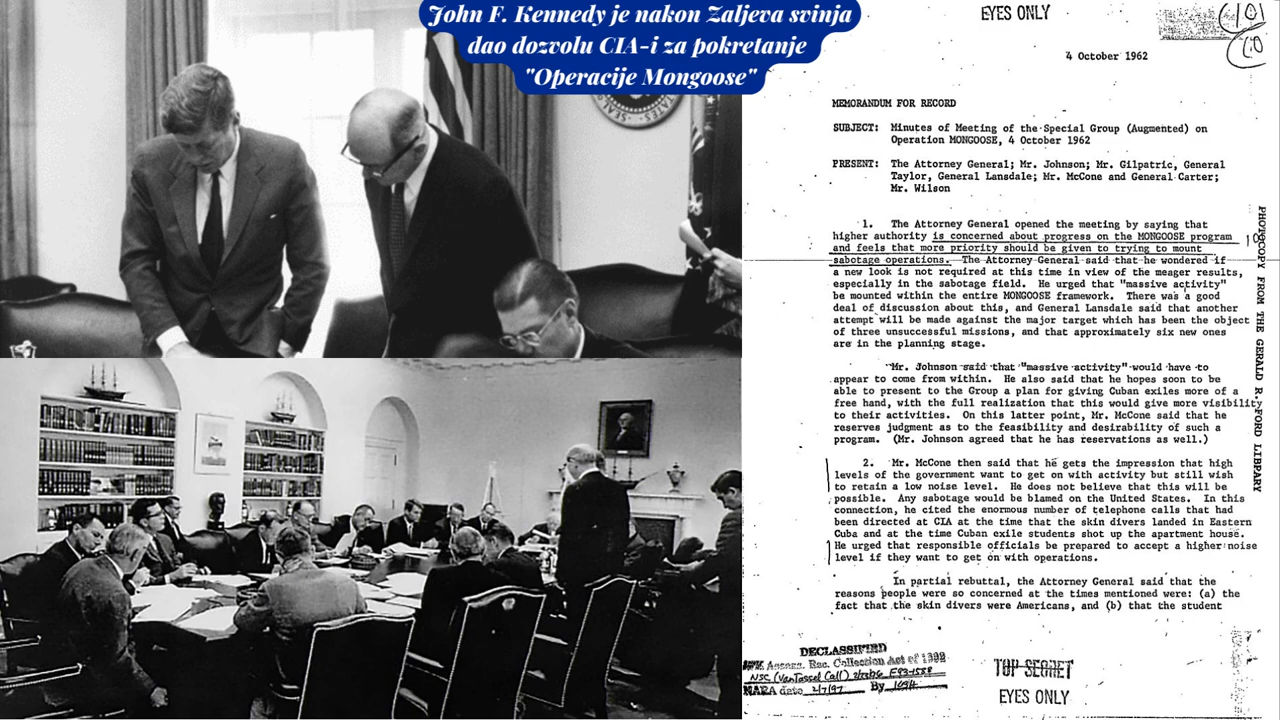 John F. Kennedy je nakon Zaljeva svinja
dao dozvolu CIA-i za pokretanje
"Operacije Mongoose"
EYES ONLY
4 October 1962
MEMORANDUM FOR RECORD
SUBJECT: Minutes of Meeting of the Special Group (Augmented) on
Operation MONGOOSE, 4 October 1962
PRESENT: The Attorney General; Mr. Johnson; Mr. Gilpatric, General
Taylor, General Lansdale; Mr. McCone and General Carter;
Mr. Wilson
1. The Attorney General opened the meeting by saying that
higher authority is concerned about progress on the MONGOOSE program
and feels that more priority should be given to trying to mount
sabotage operations. The Attorney General said that he wondered if
a new look is not required at this time in view of the meager results,
especially in the sabotage field. He urged that "massive activity"
be mounted within the entire MONGOOSE framework. There was a good
deal of discussion about this, and General Lansdale said that another
attempt will be made against the major target which has been the object
of three unsuccessful missions, and that approximately six new ones
are in the planning stage.
Mr. Johnson said that "massive activity" would have to
appear to come from within. He also said that he hopes soon to be
able to present to the Group a plan for giving Cuban exiles more of a
free hand, with the full realization that this would give more visibility
to their activities. On this latter point, Mr. McCone said that he
reserves judgment as to the feasibility and desirability of such a
program. (Mr. Johnson agreed that he has reservations as well.)
2. Mr. McCone then said that he gets the impression that high
levels of the government want to get on with activity but still wish
to retain a low noise level. He does not believe that this will be
possible. Any sabotage would be blamed on the United States. In this
connection, he cited the enormous number of telephone calls that had
been directed at CIA at the time that the skin divers landed in Eastern
Cuba and at the time Cuban exile students shot up the apartment house.
He urged that responsible officials be prepared to accept a higher noise
level if they want to get on with operations.
In partial rebuttal, the Attorney General said that the
reasons people were so concerned at the times mentioned were: (a) the
fact that the skin divers were Americans, and (b) that the student
PHOTOCOPY FROM THE GERALD R. FORD LIBRARY
DECLASSIFIED
Assass. Rec. Collection Act of 1992
NARA date 2/7/97 By
TOP SECRET
EYES ONLY